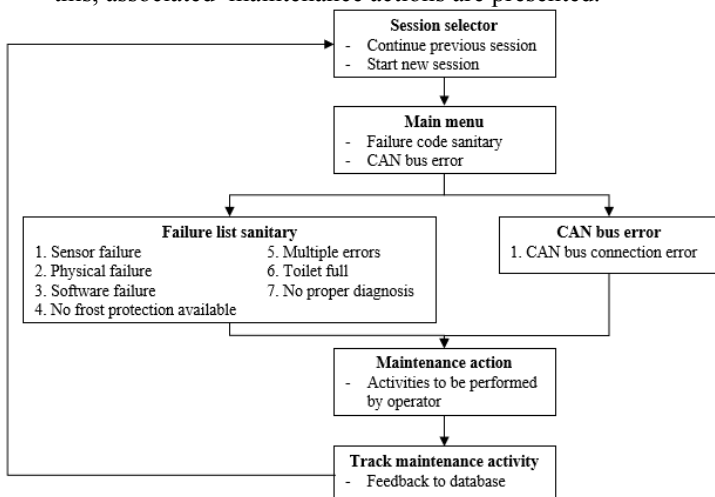 this, associated maintenance actions are presented.
Session selector
- Continue previous session
- Start new session
Main menu
- Failure code sanitary
- CAN bus error
Failure list sanitary
1. Sensor failure
2. Physical failure
3. Software failure
4. No frost protection available
5. Multiple errors
6. Toilet full
7. No proper diagnosis
CAN bus error
1. CAN bus connection error
Maintenance action
- Activities to be performed
by operator
Track maintenance activity
- Feedback to database